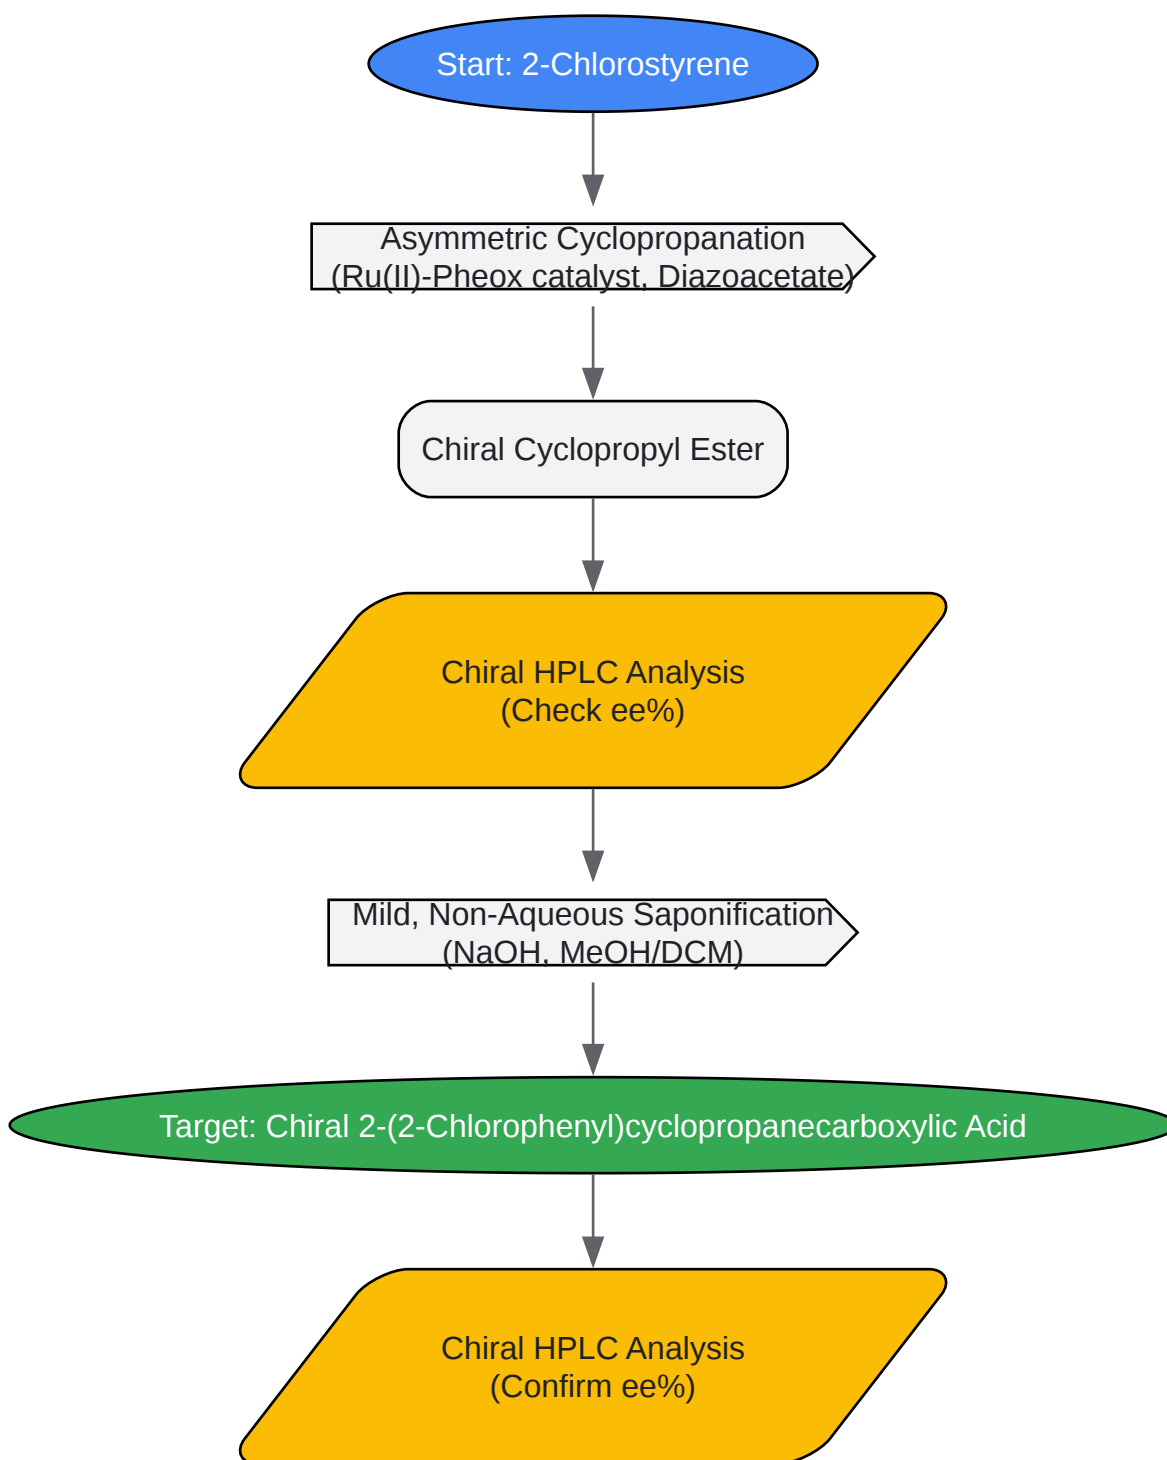 Start: 2-Chlorostyrene
Asymmetric Cyclopropanation
(Ru(II)-Pheox catalyst, Diazoacetate)
Chiral Cyclopropyl Ester
Chiral HPLC Analysis
(Check ee%)
Mild, Non-Aqueous Saponification
(NaOH, MeOH/DCM)
Target: Chiral 2-(2-Chlorophenyl)cyclopropanecarboxylic Acid
Chiral HPLC Analysis
(Confirm ee%)